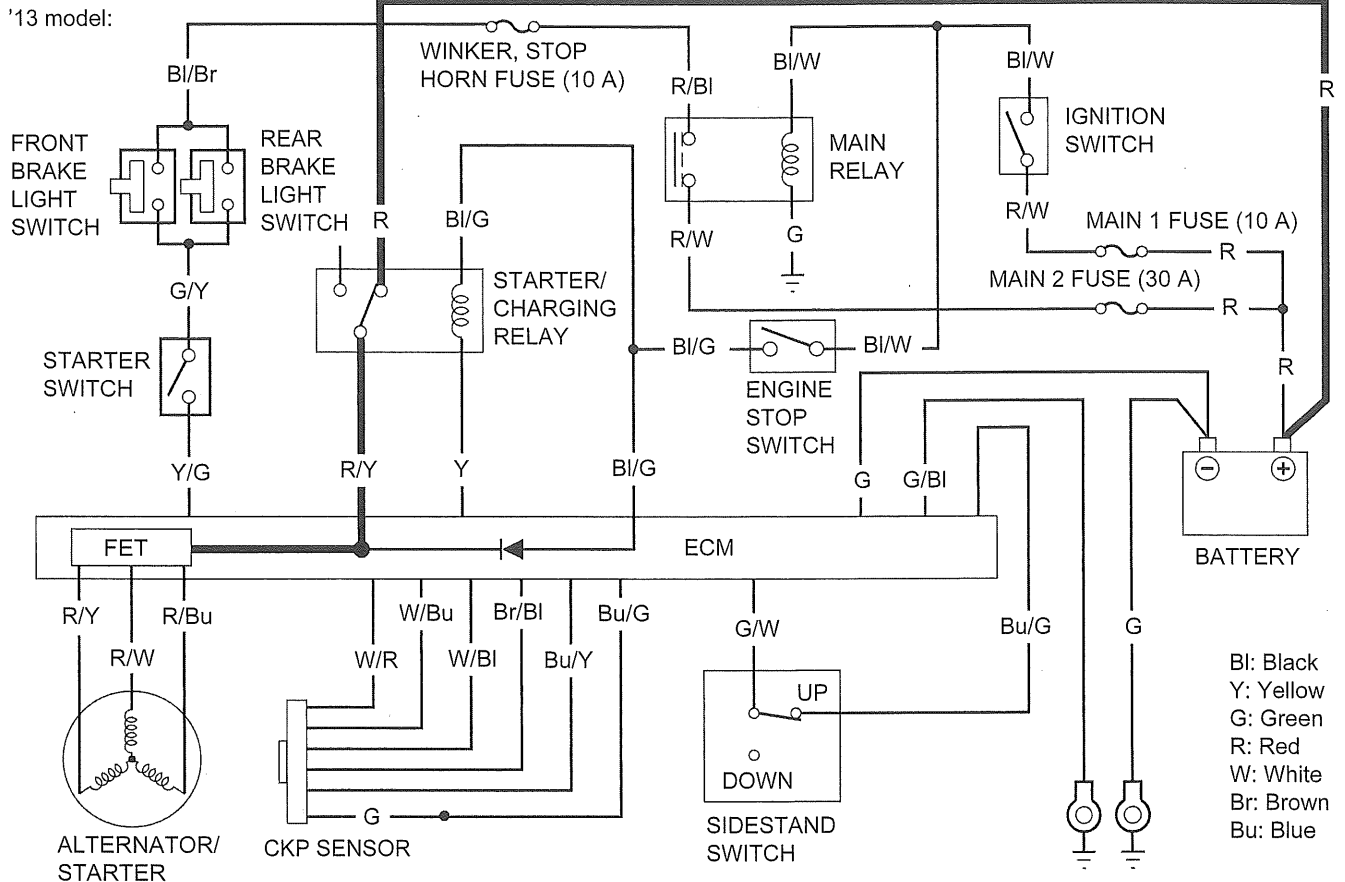 '13 model:
WINKER, STOP
HORN FUSE (10 A)
Bl/Br
R/Bl
Bl/W
Bl/W
R
FRONT
BRAKE
LIGHT
SWITCH
REAR
BRAKE
LIGHT
SWITCH
MAIN
RELAY
IGNITION
SWITCH
R
Bl/G
R/W
G
R/W
MAIN 1 FUSE (10 A)
R
G/Y
STARTER/
CHARGING
RELAY
MAIN 2 FUSE (30 A)
R
STARTER
SWITCH
Bl/G
Bl/W
ENGINE
STOP
SWITCH
R
Y/G
R/Y
Y
Bl/G
G
G/Bl
−
+
BATTERY
FET
ECM
R/Y
R/Bu
R/W
W/Bu
Br/Bl
Bu/G
W/R
W/Bl
Bu/Y
G/W
Bu/G
G
UP
DOWN
SIDESTAND
SWITCH
G
CKP SENSOR
ALTERNATOR/
STARTER
Bl: Black
Y: Yellow
G: Green
R: Red
W: White
Br: Brown
Bu: Blue